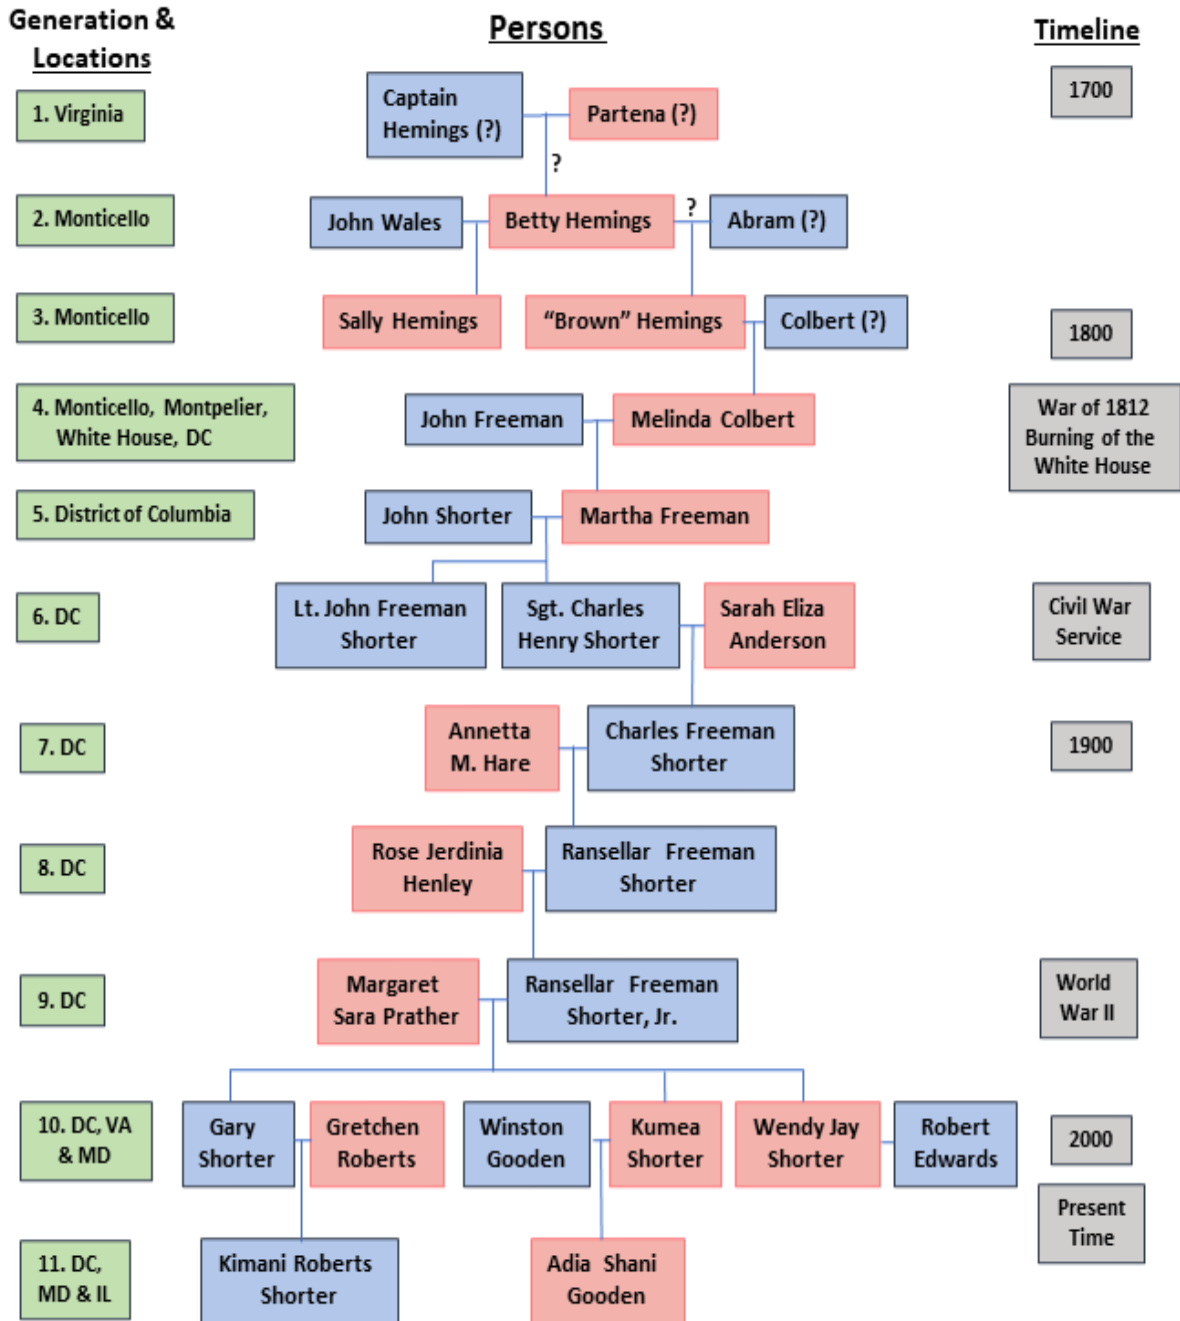 Generation &
Locations
Persons
Timeline
1. Virginia
Captain
Hemings (?)
Partena (?)
1700
?
2. Monticello
John Wales
Betty Hemings
?
Abram (?)
3. Monticello
Sally Hemings
“Brown” Hemings
Colbert (?)
1800
4. Monticello, Montpelier,
White House, DC
John Freeman
Melinda Colbert
War of 1812
Burning of the
White House
5. District of Columbia
John Shorter
Martha Freeman
6. DC
Lt. John Freeman
Shorter
Sgt. Charles
Henry Shorter
Sarah Eliza
Anderson
Civil War
Service
7. DC
Annetta
M. Hare
Charles Freeman
Shorter
1900
8. DC
Rose Jerdinia
Henley
Ransellar Freeman
Shorter
9. DC
Margaret
Sara Prather
Ransellar Freeman
Shorter, Jr.
World
War II
10. DC, VA
& MD
Gary
Shorter
Gretchen
Roberts
Winston
Gooden
Kumea
Shorter
Wendy Jay
Shorter
Robert
Edwards
2000
Present
Time
11. DC,
MD & IL
Kimani Roberts
Shorter
Adia Shani
Gooden